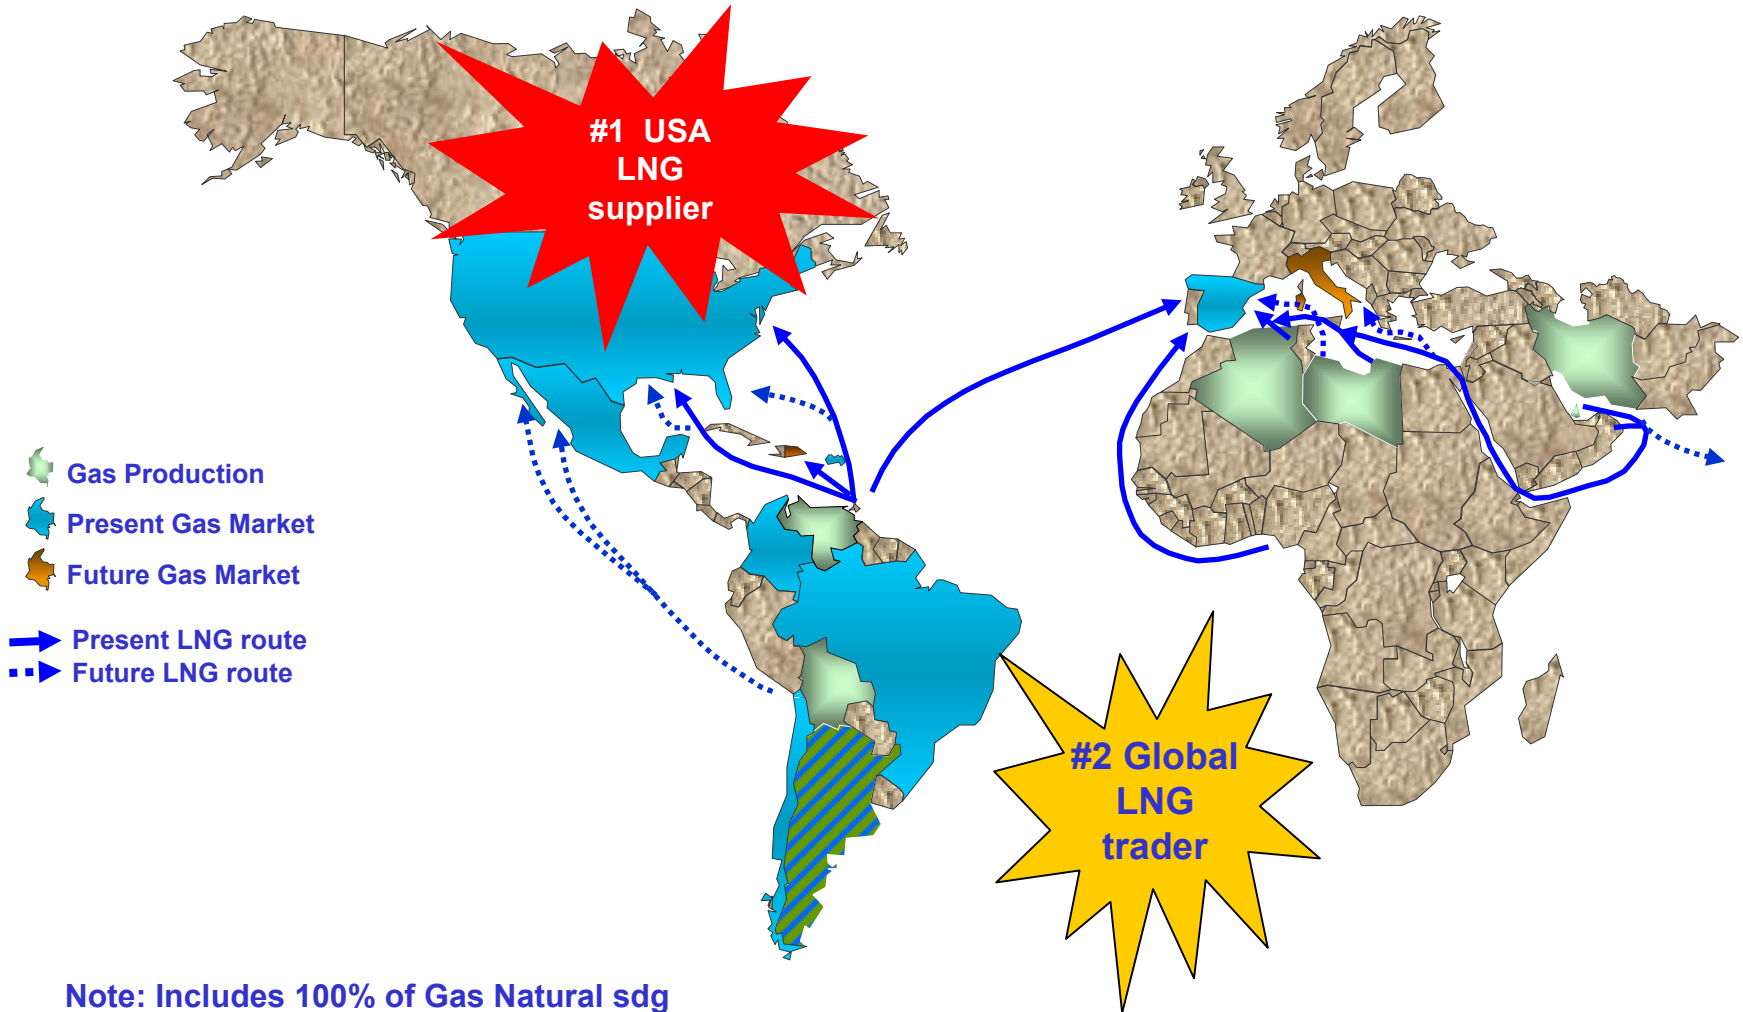 #1 USA
LNG
supplier
Gas Production
Present Gas Market
Future Gas Market
Present LNG route
Future LNG route
#2 Global
LNG
trader
Note: Includes 100% of Gas Natural sdg